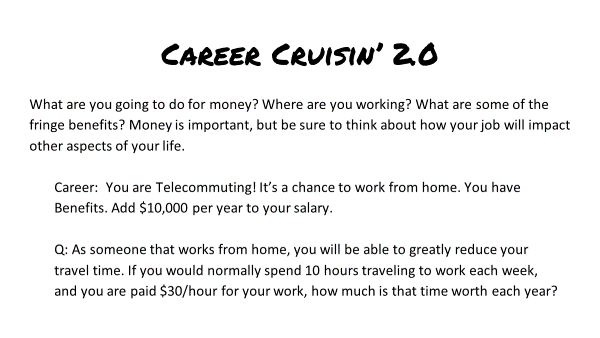 Career Cruisin' 2.0
What are you going to do for money? Where are you working? What are some of the
fringe benefits? Money is important, but be sure to think about how your job will impact
other aspects of your life.
Career:  You are Telecommuting! It's a chance to work from home. You have
Benefits. Add $10,000 per year to your salary.
Q: As someone that works from home, you will be able to greatly reduce your
travel time. If you would normally spend 10 hours traveling to work each week,
and you are paid $30/hour for your work, how much is that time worth each year?